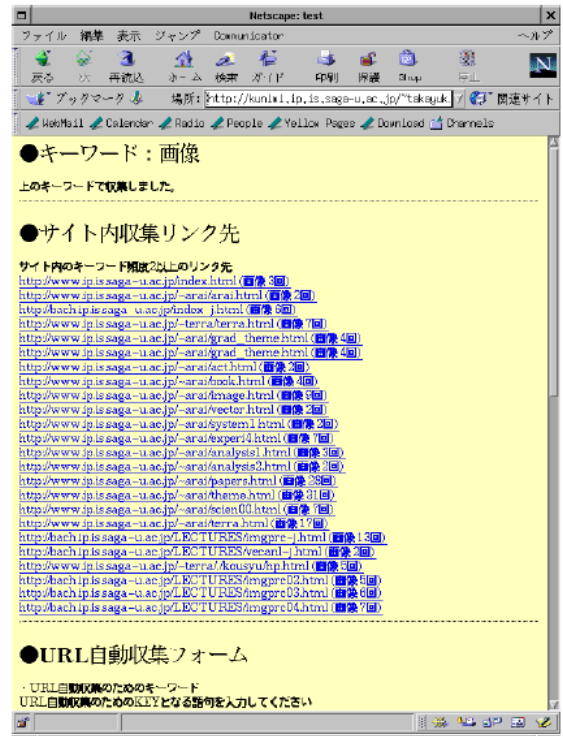 Netscape: test
ファイル 編集 表示 ジャンプ Communicator ヘルプ
戻る 次 再読込 ホーム 検索 ガイド 印刷 保護 Shop 停止
ブックマーク 場所: http://kunimi.ip.is.saga-u.ac.jp/~takayuk. 関連サイト
WebMail Calendar Radio People Yellow Pages Download Channels
●キーワード：画像
上のキーワードで収集しました。
●サイト内収集リンク先
サイト内のキーワード頻度2以上のリンク先
http://www.ip.is.saga-u.ac.jp/index.html(画像 3回)
http://www.ip.is.saga-u.ac.jp/~arai/arai.html(画像 2回)
http://bach.ip.is.saga-u.ac.jp/index_j.html(画像 6回)
http://www.ip.is.saga-u.ac.jp/~terra/terra.html(画像 7回)
http://www.ip.is.saga-u.ac.jp/~arai/grad_theme.html(画像 4回)
http://www.ip.is.saga-u.ac.jp/~arai/grad_theme.html(画像 4回)
http://www.ip.is.saga-u.ac.jp/~arai/act.html(画像 2回)
http://www.ip.is.saga-u.ac.jp/~arai/book.html(画像 4回)
http://www.ip.is.saga-u.ac.jp/~arai/image.html(画像 9回)
http://www.ip.is.saga-u.ac.jp/~arai/vector.html(画像 2回)
http://www.ip.is.saga-u.ac.jp/~arai/system1.html(画像 2回)
http://www.ip.is.saga-u.ac.jp/~arai/experi4.html(画像 7回)
http://www.ip.is.saga-u.ac.jp/~arai/analysis1.html(画像 3回)
http://www.ip.is.saga-u.ac.jp/~arai/analysis2.html(画像 2回)
http://www.ip.is.saga-u.ac.jp/~arai/papers.html(画像 28回)
http://www.ip.is.saga-u.ac.jp/~arai/theme.html(画像 31回)
http://www.ip.is.saga-u.ac.jp/~arai/scien00.html(画像 7回)
http://www.ip.is.saga-u.ac.jp/~arai/terra.html(画像 17回)
http://bach.ip.is.saga-u.ac.jp/LECTURES/imgprc-j.html(画像 13回)
http://bach.ip.is.saga-u.ac.jp/LECTURES/vecanl-j.html(画像 2回)
http://www.ip.is.saga-u.ac.jp/~terra/./kousyu/hp.html(画像 5回)
http://bach.ip.is.saga-u.ac.jp/LECTURES/imgprc02.html(画像 5回)
http://bach.ip.is.saga-u.ac.jp/LECTURES/imgprc03.html(画像 6回)
http://bach.ip.is.saga-u.ac.jp/LECTURES/imgprc04.html(画像 7回)
●URL自動収集フォーム
・URL自動収集のためのキーワード
URL自動収集のためのKEYとなる語句を入力してください